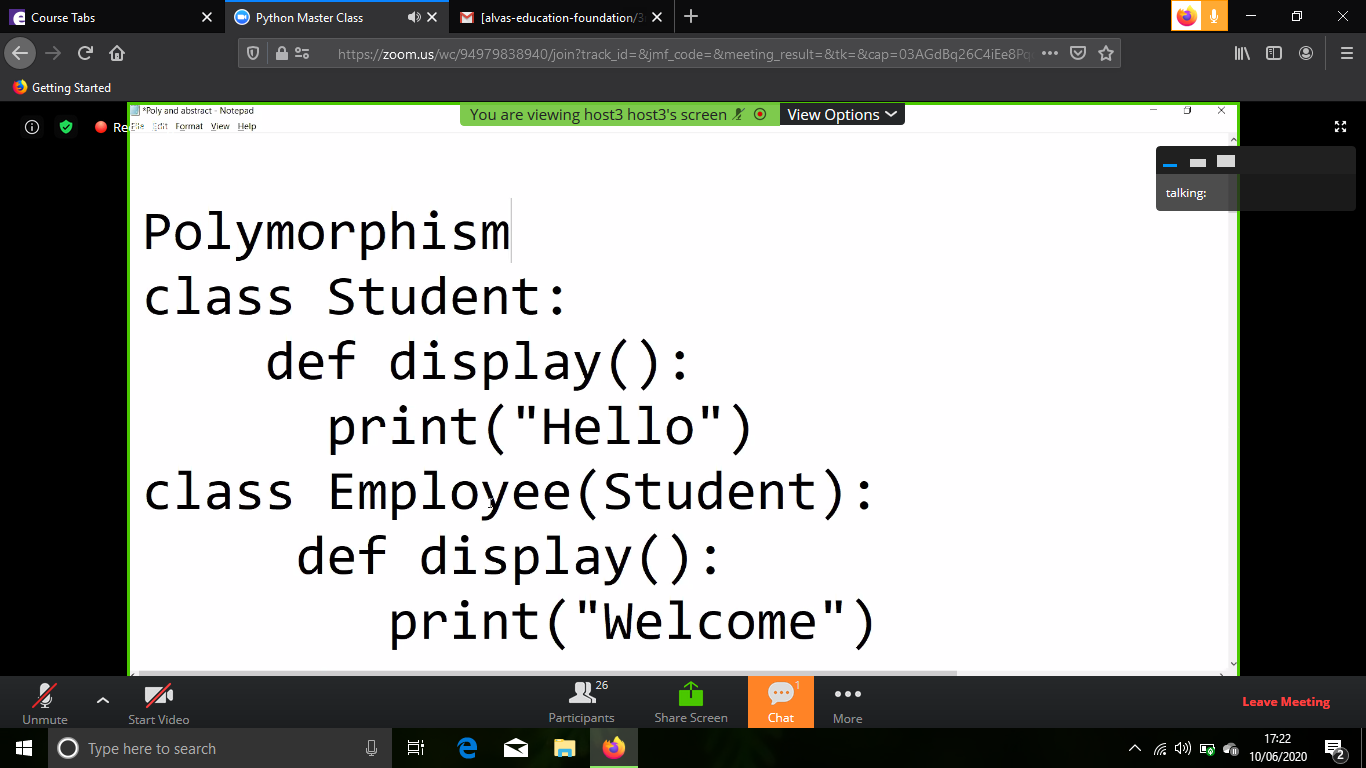 Course Tabs
Python Master Class
[alvas-education-foundation/3
https://zoom.us/wc/94979838940/join?track_id=&jmf_code=&meeting_result=&tk=&cap=03AGdBq26C4iEe8Pq
Getting Started
*Poly and abstract - Notepad
File Edit Format View Help
You are viewing host3 host3's screen
View Options
Re
talking:
Polymorphism
class Student:
def display():
print("Hello")
class Employee(Student):
def display():
print("Welcome")
Unmute
Start Video
26
Participants
Share Screen
1
Chat
More
Leave Meeting
Type here to search
17:22
10/06/2020
2